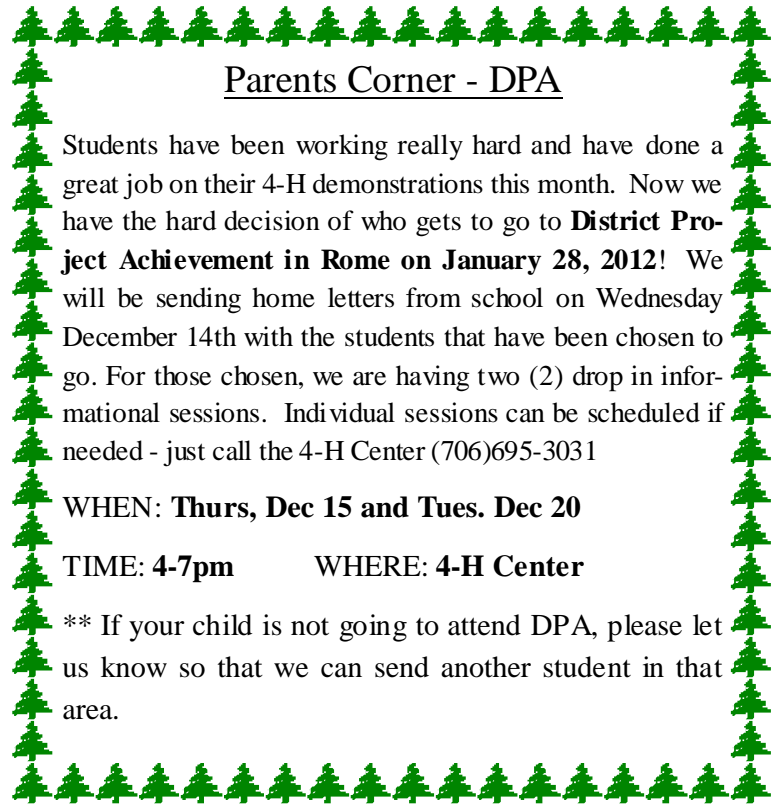 Parents Corner - DPA
Students have been working really hard and have done a
great job on their 4-H demonstrations this month. Now we
have the hard decision of who gets to go to District Pro-
ject Achievement in Rome on January 28, 2012! We
will be sending home letters from school on Wednesday
December 14th with the students that have been chosen to
go. For those chosen, we are having two (2) drop in infor-
mational sessions. Individual sessions can be scheduled if
needed - just call the 4-H Center (706)695-3031
WHEN: Thurs, Dec 15 and Tues. Dec 20
TIME: 4-7pm WHERE: 4-H Center
** If your child is not going to attend DPA, please let
us know so that we can send another student in that
area.